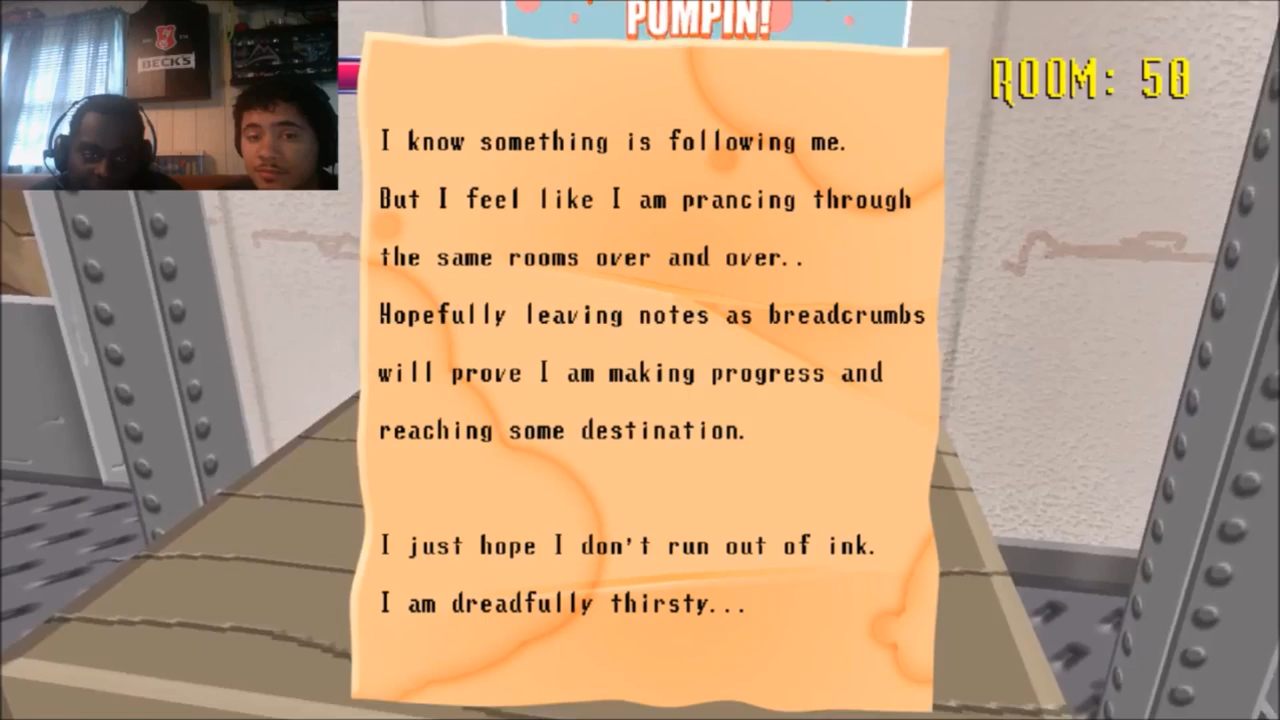 PUMPIN!
BECK'S
ROOM: 50
I know something is following me.
But I feel like I am prancing through
the same rooms over and over..
Hopefully leaving notes as breadcrumbs
will prove I am making progress and
reaching some destination.
I just hope I don't run out of ink.
I am dreadfully thirsty...